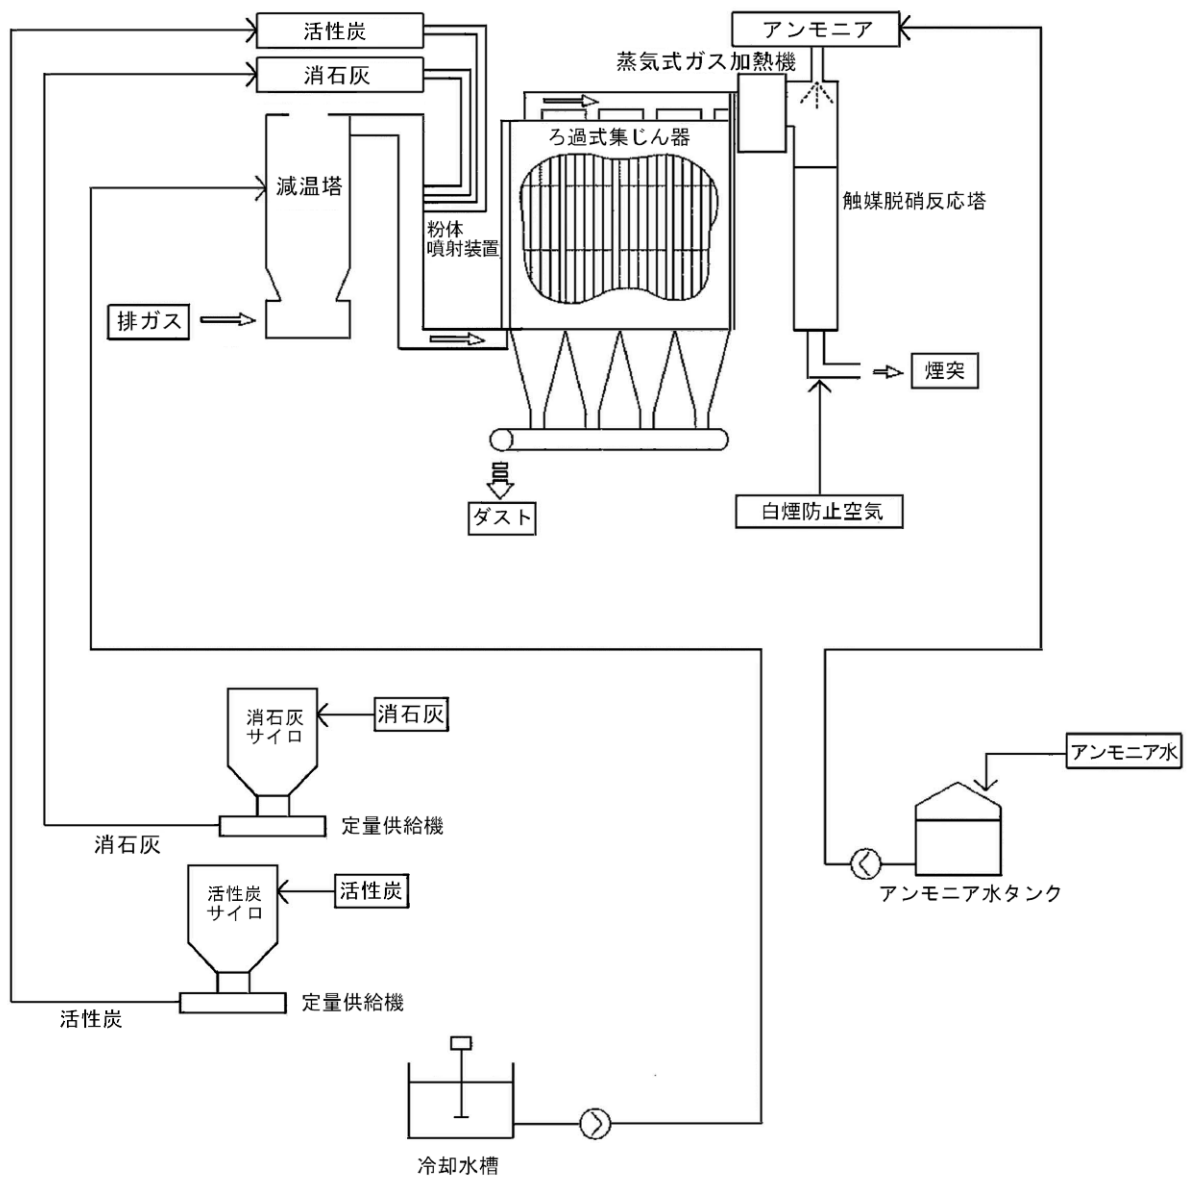 活性炭
アンモニア
消石灰
蒸気式ガス加熱機
ろ過式集じん器
減温塔
触媒脱硝反応塔
粉体
噴射装置
排ガス
煙突
ダスト
白煙防止空気
消石灰
サイロ
消石灰
定量供給機
消石灰
アンモニア水
アンモニア水タンク
活性炭
サイロ
活性炭
定量供給機
活性炭
冷却水槽